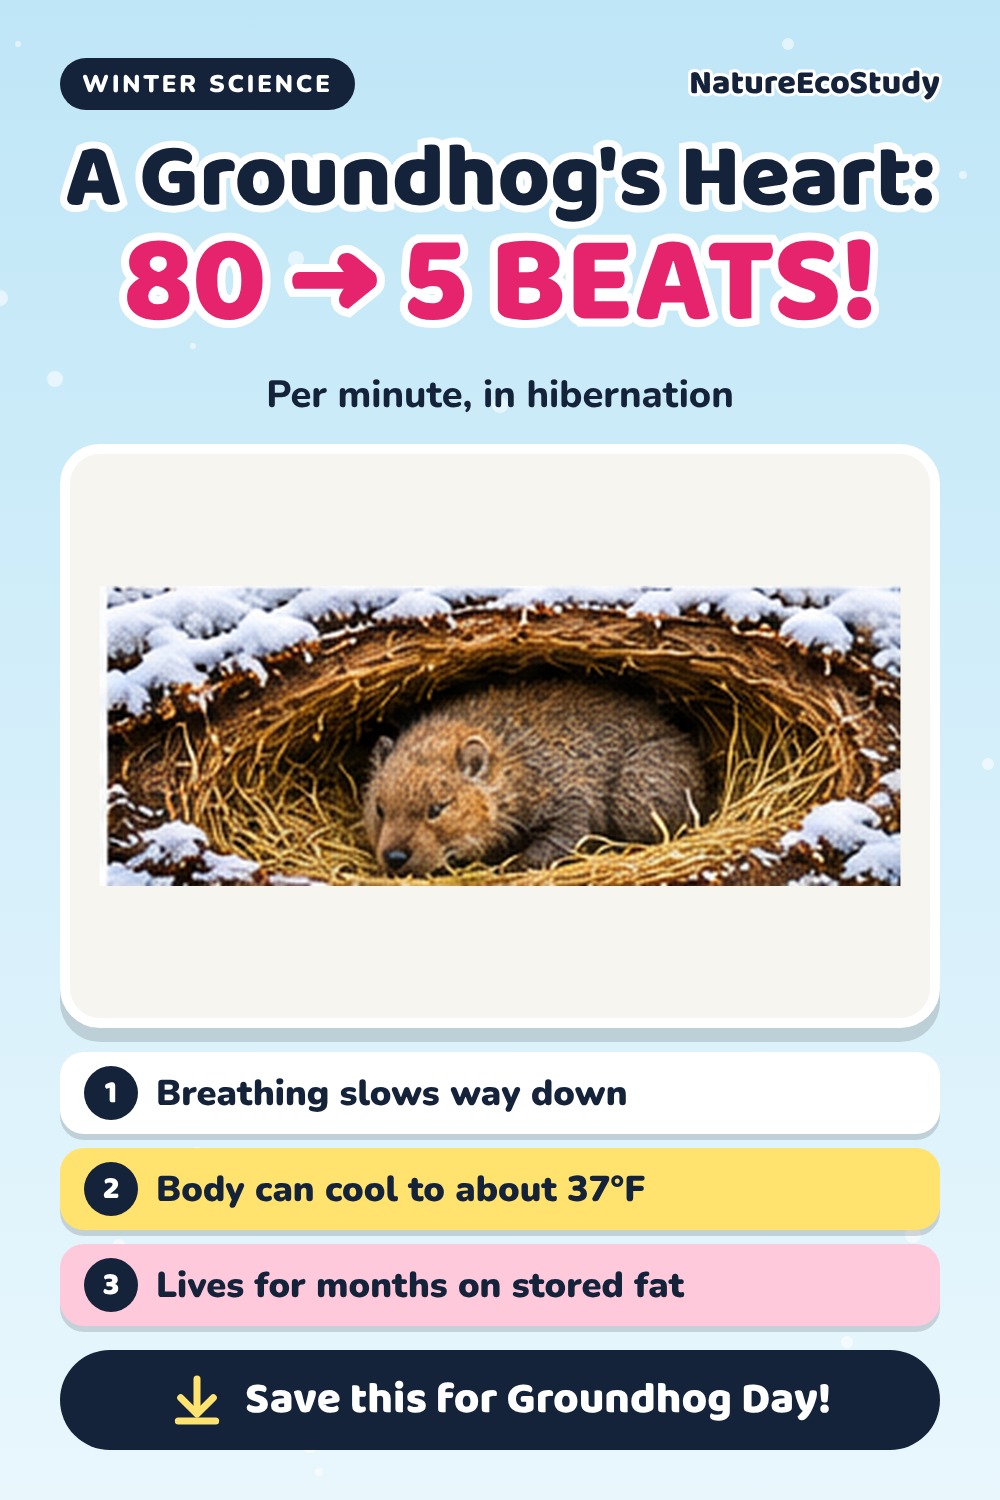 WINTER SCIENCE
NatureEcoStudy
A Groundhog's Heart:
80 → 5 BEATS!
Per minute, in hibernation
1 Breathing slows way down
2 Body can cool to about 37°F
3 Lives for months on stored fat
Save this for Groundhog Day!